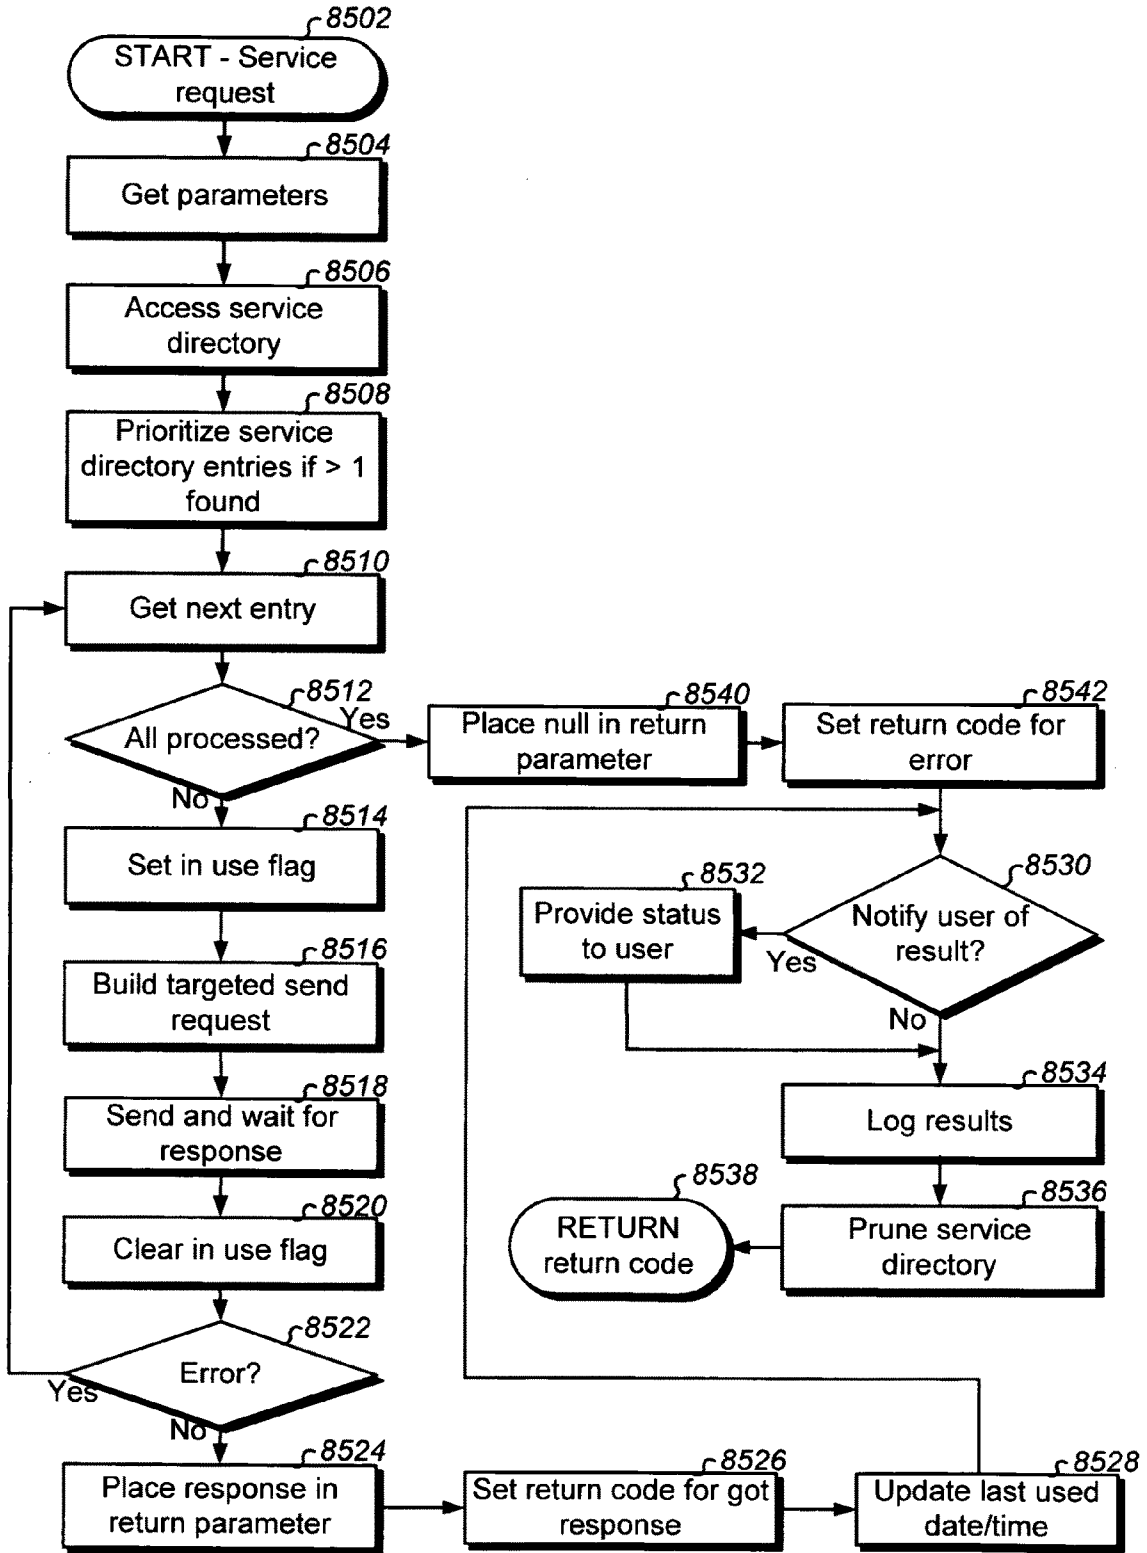 8502
START - Service
request
8504
Get parameters
8506
Access service
directory
8508
Prioritize service
directory entries if > 1
found
8510
Get next entry
8512
All processed?
Yes
No
8540
Place null in return
parameter
8542
Set return code for
error
8514
Set in use flag
8516
Build targeted send
request
8518
Send and wait for
response
8520
Clear in use flag
8522
Error?
Yes
No
8524
Place response in
return parameter
8526
Set return code for got
response
8528
Update last used
date/time
8530
Notify user of
result?
Yes
No
8532
Provide status
to user
8534
Log results
8536
Prune service
directory
8538
RETURN
return code